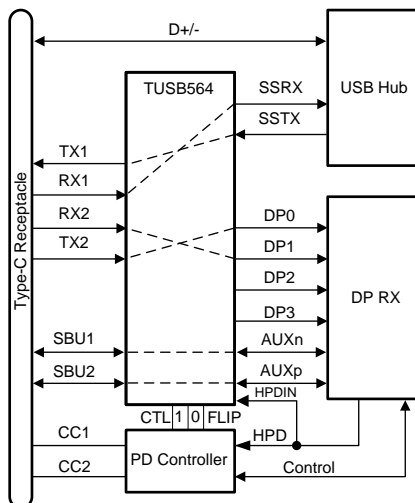 D+/-
TUSB564
USB Hub
SSRX
SSTX
TX1
RX1
RX2
TX2
Type-C Receptacle
DP0
DP1
DP2
DP3
DP RX
SBU1
SBU2
AUXn
AUXp
HPDIN
CTL 1 0 FLIP
CC1
CC2
PD Controller
HPD
Control